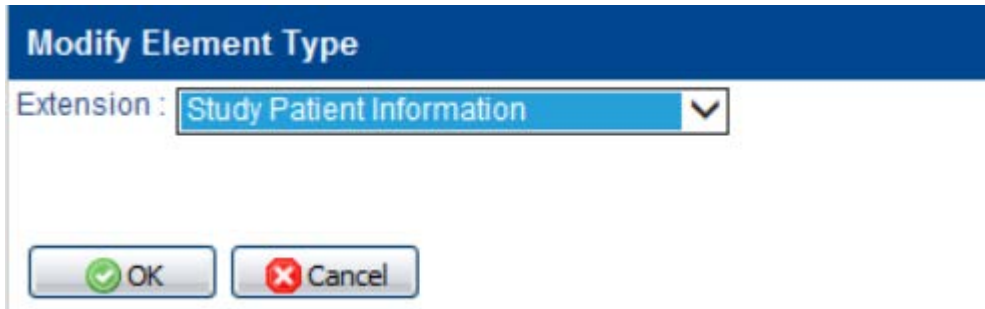 Modify Element Type
Extension : Study Patient Information
OK Cancel